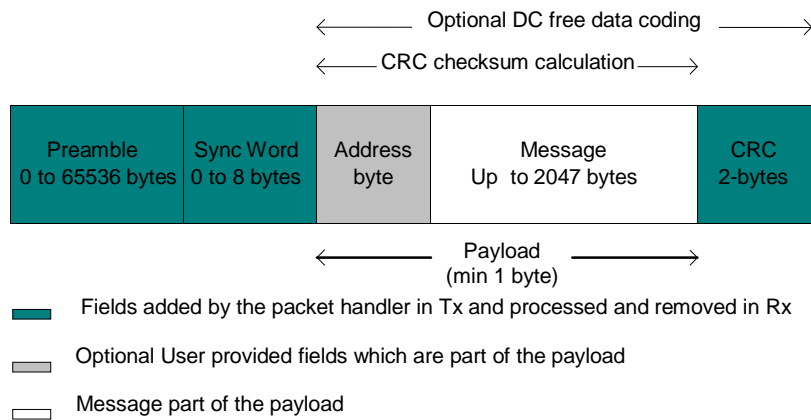 Optional DC free data coding
CRC checksum calculation
Preamble
0 to 65536 bytes
Sync Word
0 to 8 bytes
Address
byte
Message
Up to 2047 bytes
CRC
2-bytes
Payload
(min 1 byte)
Fields added by the packet handler in Tx and processed and removed in Rx
Optional User provided fields which are part of the payload
Message part of the payload